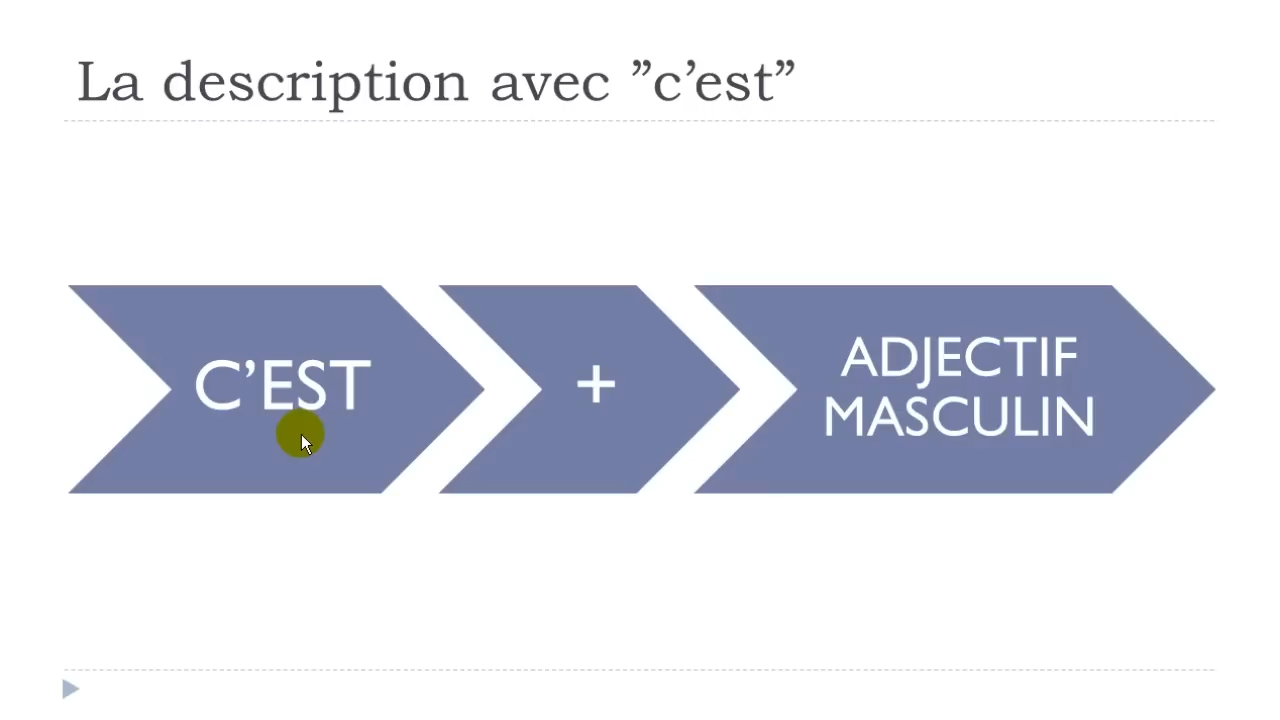 La description avec ”c’est”
C’EST
+
ADJECTIF
MASCULIN